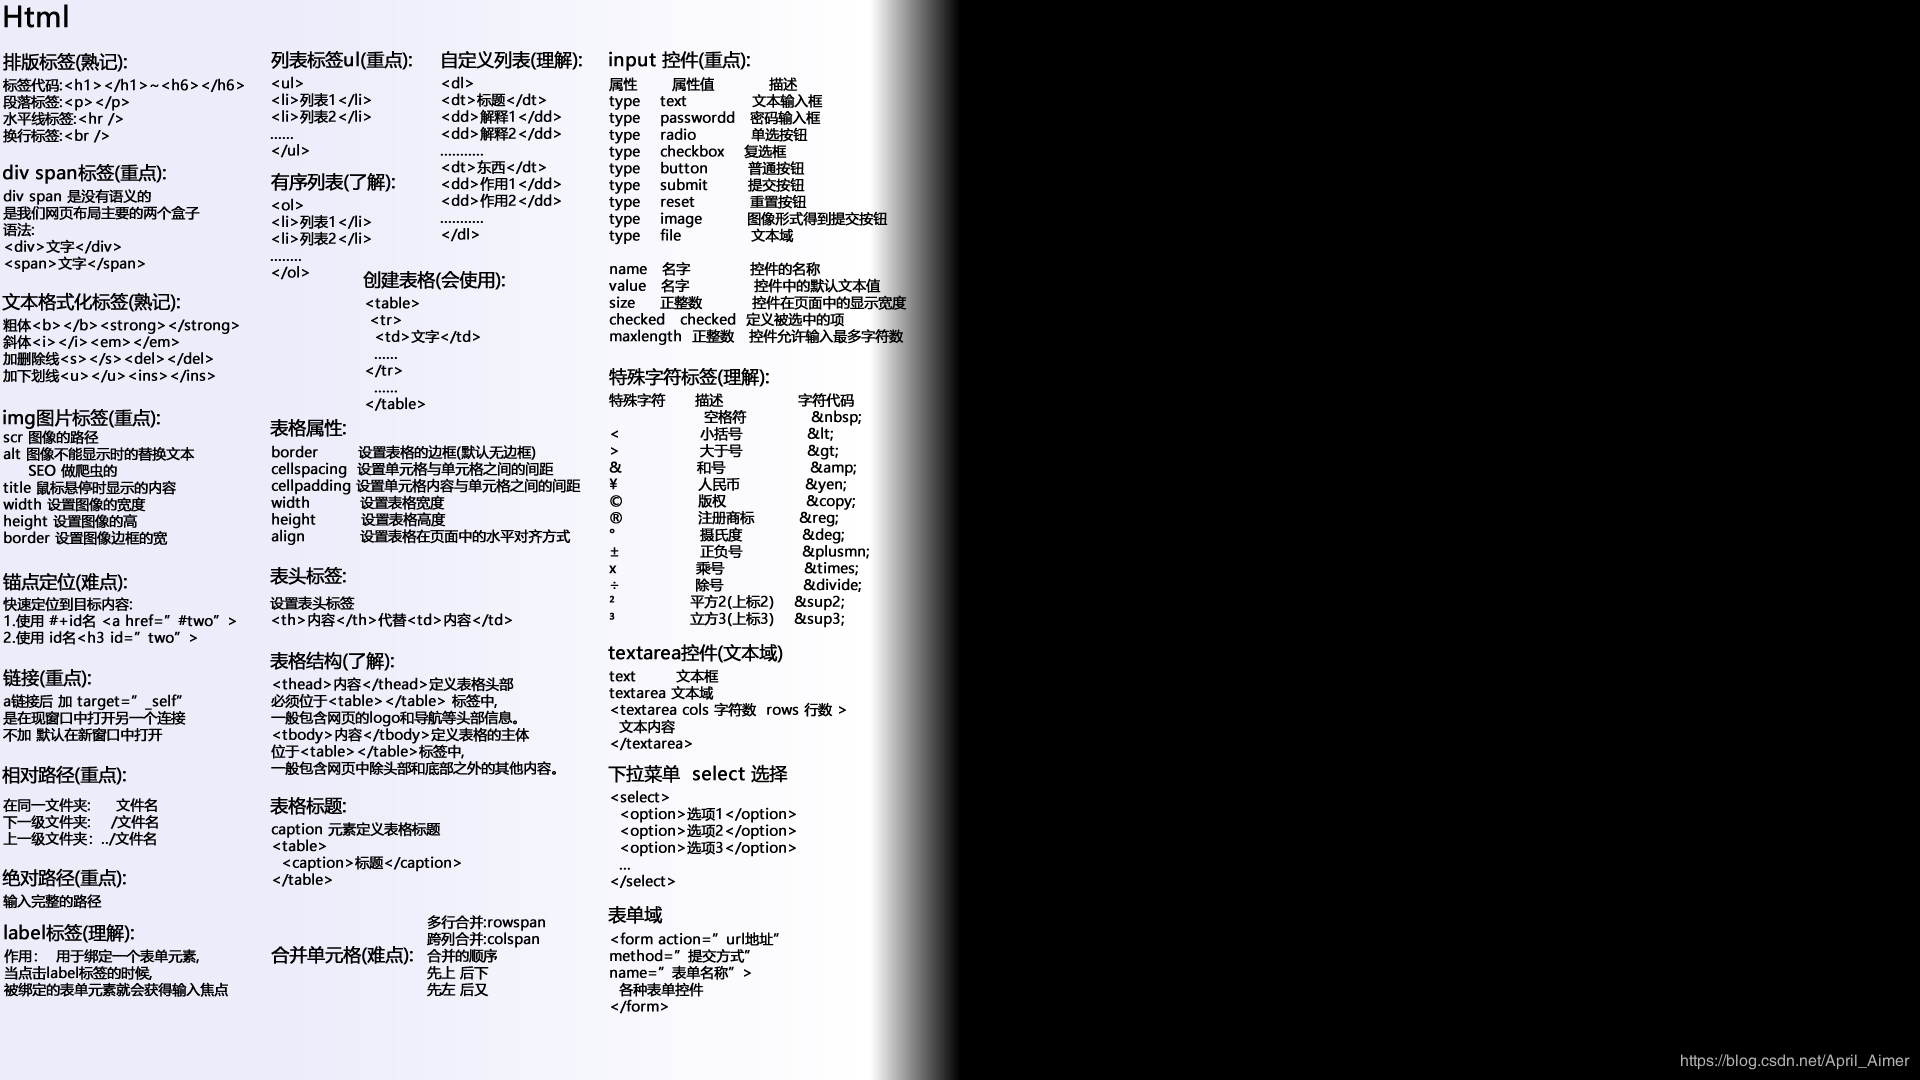 Html
排版标签(熟记):
标签代码:<h1></h1>~<h6></h6>
段落标签:<p></p>
水平线标签:<hr />
换行标签:<br />
div span标签(重点):
div span 是没有语义的
是我们网页布局主要的两个盒子
语法:
<div>文字</div>
<span>文字</span>
文本格式化标签(熟记):
粗体<b></b><strong></strong>
斜体<i></i><em></em>
加删除线<s></s><del></del>
加下划线<u></u><ins></ins>
img图片标签(重点):
scr 图像的路径
alt 图像不能显示时的替换文本
SEO 做爬虫的
title 鼠标悬停时显示的内容
width 设置图像的宽度
height 设置图像的高
border 设置图像边框的宽
锚点定位(难点):
快速定位到目标内容:
1.使用 #+id名 <a href=” #two” >
2.使用 id名<h3 id=” two” >
链接(重点):
a链接后 加 target=” _self”
是在现窗口中打开另一个连接
不加 默认在新窗口中打开
相对路径(重点):
在同一文件夹: 文件名
下一级文件夹: /文件名
上一级文件夹: ../文件名
绝对路径(重点):
输入完整的路径
label标签(理解):
作用: 用于绑定一个表单元素,
当点击label标签的时候,
被绑定的表单元素就会获得输入焦点
列表标签ul(重点):
<ul>
<li>列表1</li>
<li>列表2</li>
......
</ul>
有序列表(了解):
<ol>
<li>列表1</li>
<li>列表2</li>
........
</ol>
自定义列表(理解):
<dl>
<dt>标题</dt>
<dd>解释1</dd>
<dd>解释2</dd>
...........
<dt>东西</dt>
<dd>作用1</dd>
<dd>作用2</dd>
...........
</dl>
创建表格(会使用):
<table>
<tr>
<td>文字</td>
......
</tr>
......
</table>
表格属性:
border 设置表格的边框(默认无边框)
cellspacing 设置单元格与单元格之间的间距
cellpadding 设置单元格内容与单元格之间的间距
width 设置表格宽度
height 设置表格高度
align 设置表格在页面中的水平对齐方式
表头标签:
设置表头标签
<th>内容</th>代替<td>内容</td>
表格结构(了解):
<thead>内容</thead>定义表格头部
必须位于<table></table> 标签中,
一般包含网页的logo和导航等头部信息。
<tbody>内容</tbody>定义表格的主体
位于<table></table>标签中,
一般包含网页中除头部和底部之外的其他内容。
表格标题:
caption 元素定义表格标题
<table>
<caption>标题</caption>
</table>
合并单元格(难点):
多行合并:rowspan
跨列合并:colspan
合并的顺序
先上 后下
先左 后又
input 控件(重点):
属性 属性值 描述
type text 文本输入框
type passwordd 密码输入框
type radio 单选按钮
type checkbox 复选框
type button 普通按钮
type submit 提交按钮
type reset 重置按钮
type image 图像形式得到提交按钮
type file 文本域
name 名字 控件的名称
value 名字 控件中的默认文本值
size 正整数 控件在页面中的显示宽度
checked checked 定义被选中的项
maxlength 正整数 控件允许输入最多字符数
特殊字符标签(理解):
特殊字符 描述 字符代码
空格符 &nbsp;
< 小括号 &lt;
> 大于号 &gt;
& 和号 &amp;
¥ 人民币 &yen;
© 版权 &copy;
® 注册商标 &reg;
° 摄氏度 &deg;
± 正负号 &plusmn;
x 乘号 &times;
÷ 除号 &divide;
² 平方2(上标2) &sup2;
³ 立方3(上标3) &sup3;
textarea控件(文本域)
text 文本框
textarea 文本域
<textarea cols 字符数 rows 行数 >
文本内容
</textarea>
下拉菜单 select 选择
<select>
<option>选项1</option>
<option>选项2</option>
<option>选项3</option>
...
</select>
表单域
<form action=” url地址”
method=” 提交方式”
name=” 表单名称” >
各种表单控件
</form>
https://blog.csdn.net/April_Aimer